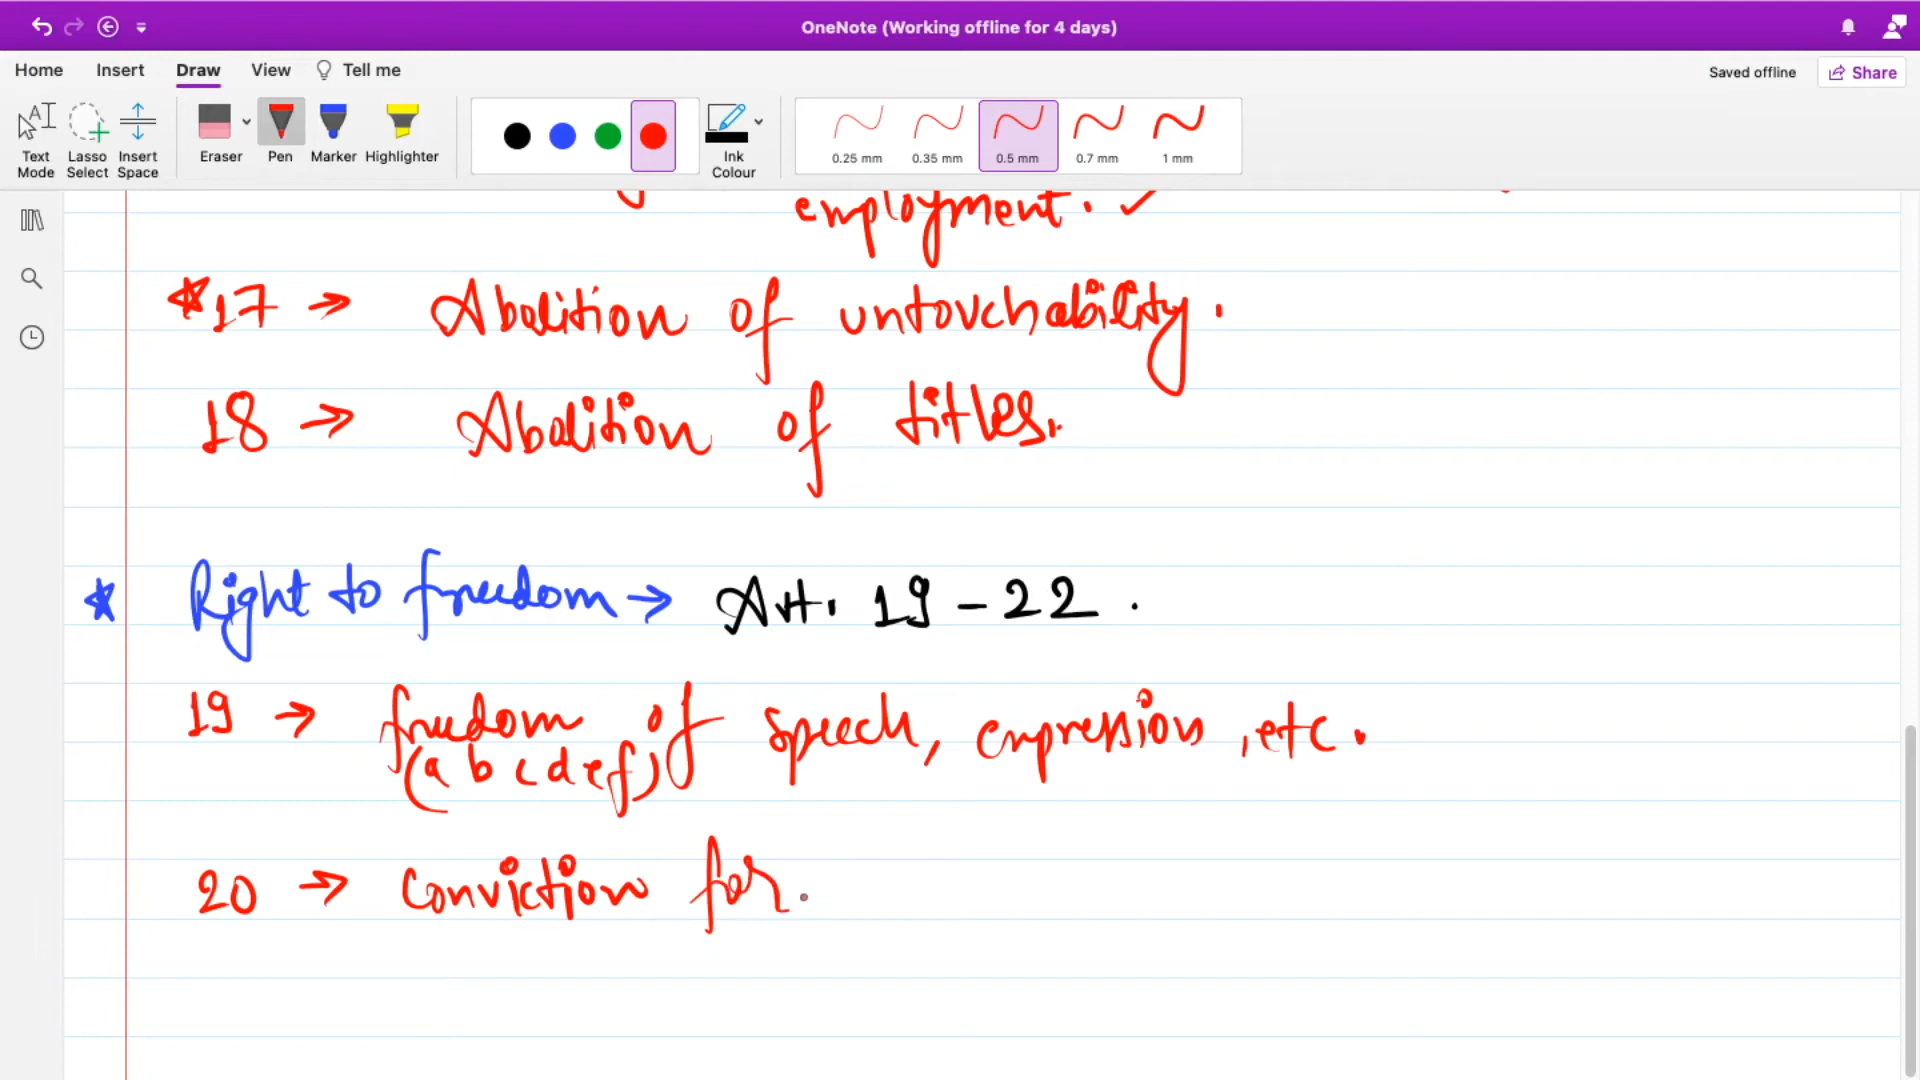 OneNote (Working offline for 4 days)
Home Insert Draw View Tell me Saved offline Share
Text Mode Lasso Select Insert Space Eraser Pen Marker Highlighter Ink Colour 0.25 mm 0.35 mm 0.5 mm 0.7 mm 1 mm
employment. ✓
*17 → Abolition of untouchability.
18 → Abolition of titles.
* Right to freedom → Art. 19 - 22 .
19 → freedom of speech, expression, etc.
(a b c d e f)
20 → Conviction for